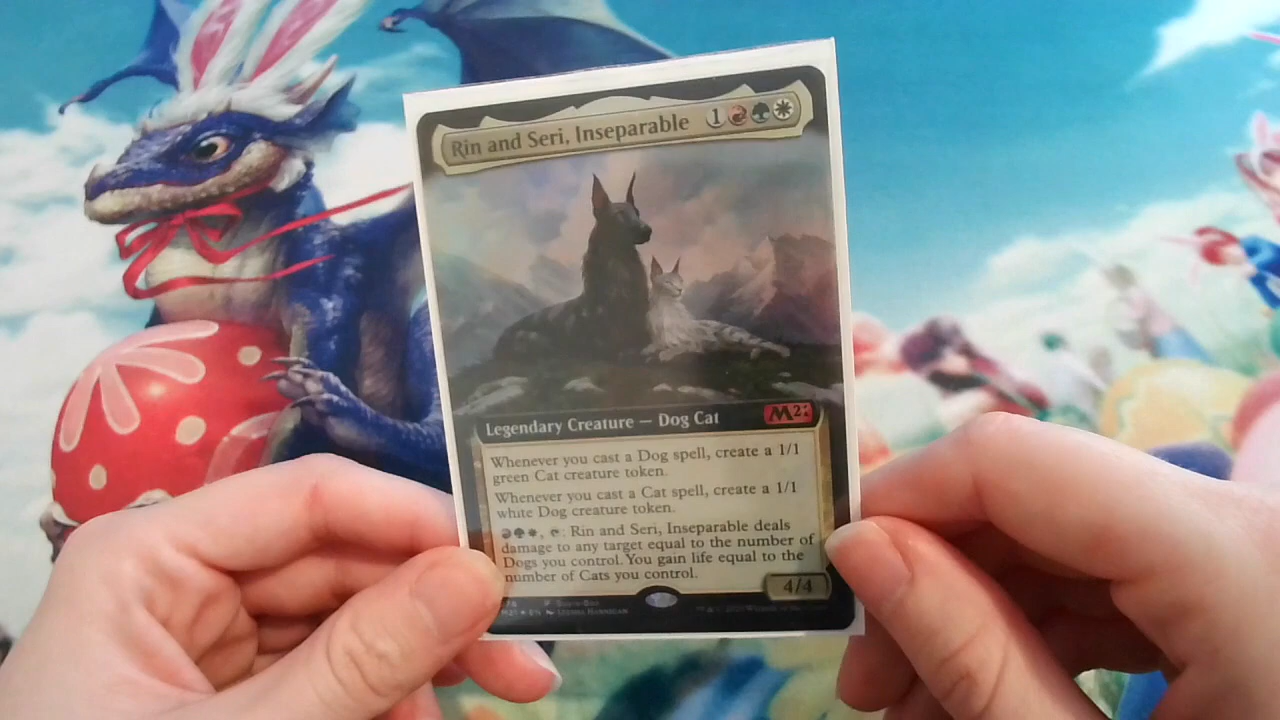 Rin and Seri, Inseparable 1
Legendary Creature — Dog Cat M21
Whenever you cast a Dog spell, create a 1/1
green Cat creature token.
Whenever you cast a Cat spell, create a 1/1
white Dog creature token.
: Rin and Seri, Inseparable deals
damage to any target equal to the number of
Dogs you control. You gain life equal to the
number of Cats you control.
4/4